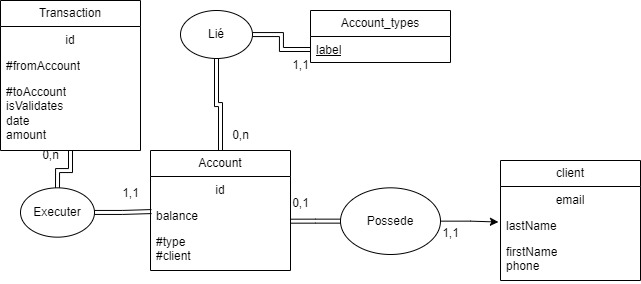 Transaction
id
#fromAccount
#toAccount
isValidates
date
amount
0,n
Executer
1,1
Lié
1,1
0,n
Account_types
label
Account
id
balance
#type
#client
0,1
Possede
1,1
client
email
lastName
firstName
phone